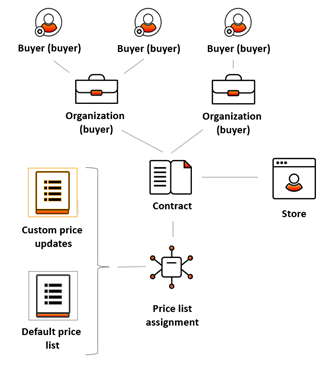 Buyer (buyer)
Buyer (buyer)
Buyer (buyer)
Organization
(buyer)
Organization
(buyer)
Contract
Store
Custom price
updates
Price list
assignment
Default price
list